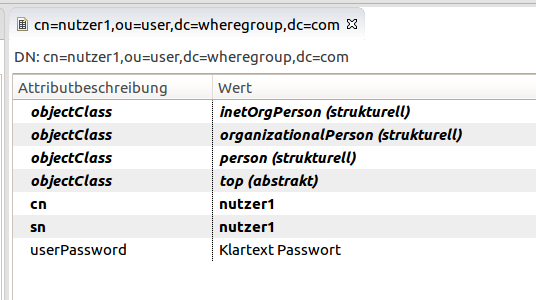 cn=nutzer1,ou=user,dc=wheregroup,dc=com
DN: cn=nutzer1,ou=user,dc=wheregroup,dc=com
Attributbeschreibung Wert
objectClass inetOrgPerson (strukturell)
objectClass organizationalPerson (strukturell)
objectClass person (strukturell)
objectClass top (abstrakt)
cn nutzer1
sn nutzer1
userPassword Klartext Passwort